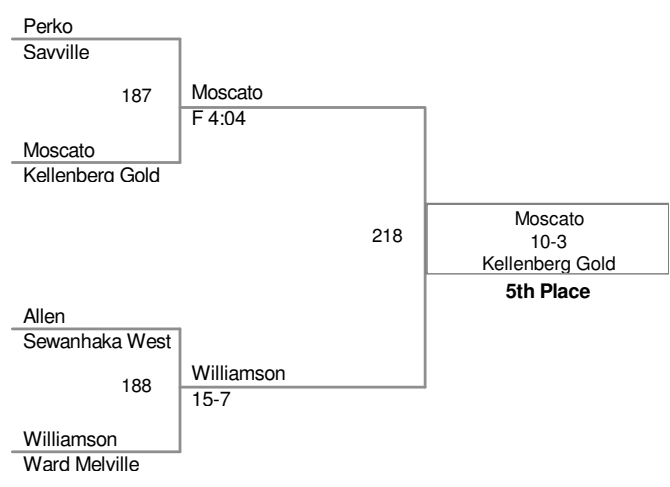 Perko
Sayville
187
Moscato
F 4:04
Moscato
Kellenberg Gold
218
Moscato
10-3
Kellenberg Gold
5th Place
Allen
Sewanhaka West
188
Williamson
15-7
Williamson
Ward Melville